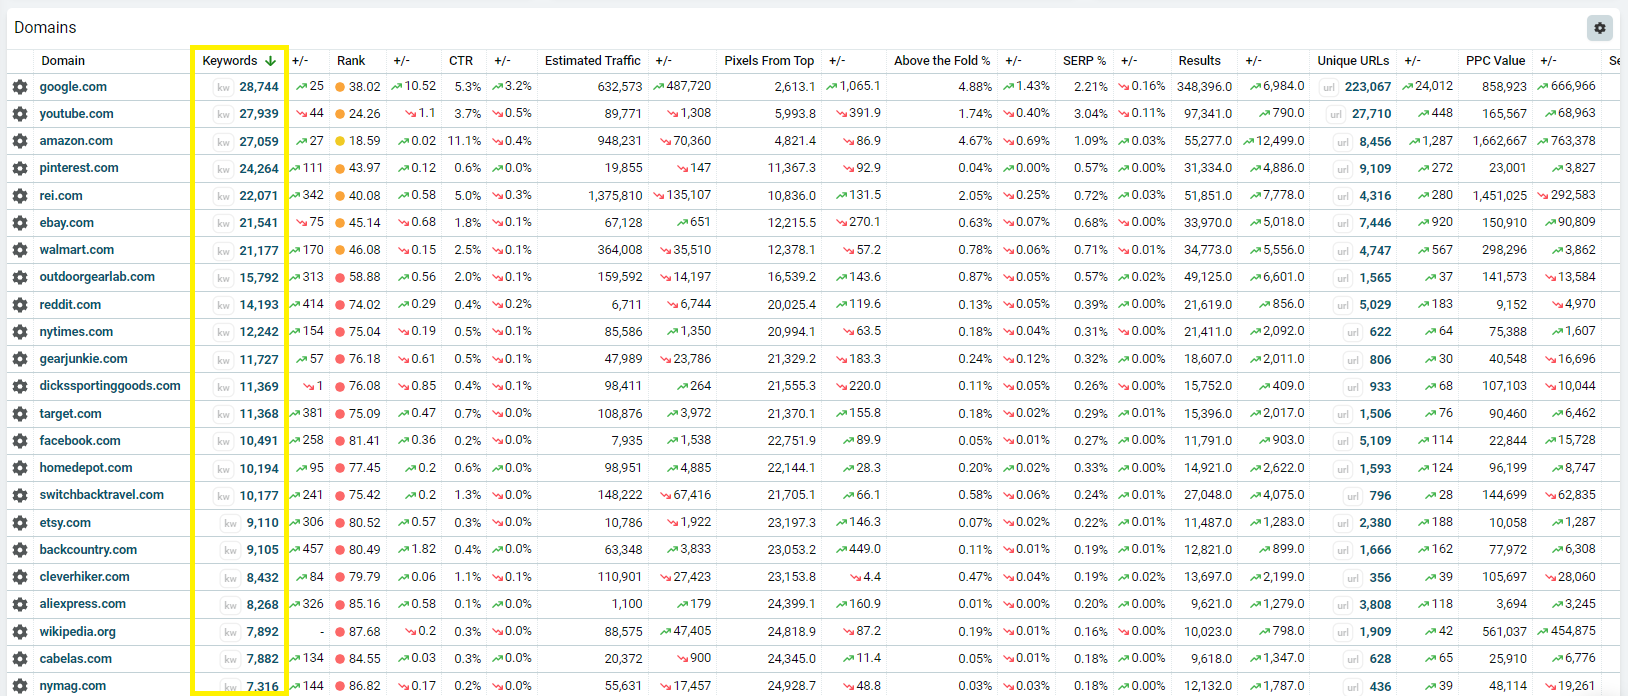 Domains
Domain Keywords +/- Rank +/- CTR +/- Estimated Traffic +/- Pixels From Top +/- Above the Fold % +/- SERP % +/- Results +/- Unique URLs +/- PPC Value +/- Se
google.com kw 28,744 25 38.02 10.52 5.3% 3.2% 632,573 487,720 2,613.1 1,065.1 4.88% 1.43% 2.21% 0.16% 348,396.0 6,984.0 url 223,067 24,012 858,923 666,966
youtube.com kw 27,939 44 24.26 1.1 3.7% 0.5% 89,771 1,308 5,993.8 391.9 1.74% 0.40% 3.04% 0.11% 97,341.0 790.0 url 27,710 448 165,567 68,963
amazon.com kw 27,059 27 18.59 0.02 11.1% 0.4% 948,231 70,360 4,821.4 86.9 4.67% 0.69% 1.09% 0.03% 55,277.0 12,499.0 url 8,456 1,287 1,662,667 763,378
pinterest.com kw 24,264 111 43.97 0.12 0.6% 0.0% 19,855 147 11,367.3 92.9 0.04% 0.00% 0.57% 0.00% 31,334.0 4,886.0 url 9,109 272 23,001 3,827
rei.com kw 22,071 342 40.08 0.58 5.0% 0.3% 1,375,810 135,107 10,836.0 131.5 2.05% 0.25% 0.72% 0.03% 51,851.0 7,778.0 url 4,316 280 1,451,025 292,583
ebay.com kw 21,541 75 45.14 0.68 1.8% 0.1% 67,128 651 12,215.5 270.1 0.63% 0.07% 0.68% 0.00% 33,970.0 5,018.0 url 7,446 920 150,910 90,809
walmart.com kw 21,177 170 46.08 0.15 2.5% 0.1% 364,008 35,510 12,378.1 57.2 0.78% 0.06% 0.71% 0.01% 34,773.0 5,556.0 url 4,747 567 298,296 3,862
outdoorgearlab.com kw 15,792 313 58.88 0.56 2.0% 0.1% 159,592 14,197 16,539.2 143.6 0.87% 0.05% 0.57% 0.02% 49,125.0 6,601.0 url 1,565 37 141,573 13,584
reddit.com kw 14,193 414 74.02 0.29 0.4% 0.2% 6,711 6,744 20,025.4 119.6 0.13% 0.05% 0.39% 0.00% 21,619.0 856.0 url 5,029 183 9,152 4,970
nytimes.com kw 12,242 154 75.04 0.19 0.5% 0.1% 85,586 1,350 20,994.1 63.5 0.18% 0.04% 0.31% 0.00% 21,411.0 2,092.0 url 622 64 75,388 1,607
gearjunkie.com kw 11,727 57 76.18 0.61 0.5% 0.1% 47,989 23,786 21,329.2 183.3 0.24% 0.12% 0.32% 0.00% 18,607.0 2,011.0 url 806 30 40,548 16,696
dickssportinggoods.com kw 11,369 1 76.08 0.85 0.4% 0.1% 98,411 264 21,555.3 220.0 0.11% 0.05% 0.26% 0.00% 15,752.0 409.0 url 933 68 107,103 10,044
target.com kw 11,368 381 75.09 0.47 0.7% 0.0% 108,876 3,972 21,370.1 155.8 0.18% 0.02% 0.29% 0.01% 15,396.0 2,017.0 url 1,506 76 90,460 6,462
facebook.com kw 10,491 258 81.41 0.36 0.2% 0.0% 7,935 1,538 22,751.9 89.9 0.05% 0.01% 0.27% 0.00% 11,791.0 903.0 url 5,109 114 22,844 15,728
homedepot.com kw 10,194 95 77.45 0.2 0.6% 0.0% 98,951 4,885 22,144.1 28.3 0.20% 0.02% 0.33% 0.00% 14,921.0 2,622.0 url 1,593 124 96,199 8,747
switchbacktravel.com kw 10,177 241 75.42 0.2 1.3% 0.0% 148,222 67,416 21,705.1 66.1 0.58% 0.06% 0.24% 0.01% 27,048.0 4,075.0 url 796 28 144,699 62,835
etsy.com kw 9,110 306 80.52 0.57 0.3% 0.0% 10,786 1,922 23,197.3 146.3 0.07% 0.02% 0.22% 0.01% 11,487.0 1,283.0 url 2,380 188 10,058 1,287
backcountry.com kw 9,105 457 80.49 1.82 0.4% 0.0% 63,348 3,833 23,053.2 449.0 0.11% 0.01% 0.19% 0.01% 12,821.0 899.0 url 1,666 162 77,972 6,308
cleverhiker.com kw 8,432 84 79.79 0.06 1.1% 0.1% 110,901 27,423 23,153.8 4.4 0.47% 0.04% 0.19% 0.02% 13,697.0 2,199.0 url 356 39 105,697 28,060
aliexpress.com kw 8,268 326 85.16 0.58 0.1% 0.0% 1,100 179 24,399.1 160.9 0.01% 0.00% 0.20% 0.00% 9,621.0 1,279.0 url 3,808 118 3,694 3,245
wikipedia.org kw 7,892 - 87.68 0.2 0.3% 0.0% 88,575 47,405 24,818.9 87.2 0.19% 0.01% 0.16% 0.00% 10,023.0 798.0 url 1,909 42 561,037 454,875
cabelas.com kw 7,882 134 84.55 0.03 0.3% 0.0% 20,372 900 24,345.0 11.4 0.05% 0.01% 0.18% 0.00% 9,618.0 1,347.0 url 628 65 25,910 6,776
nymag.com kw 7,316 144 86.82 0.17 0.2% 0.0% 55,631 17,457 24,928.7 48.8 0.03% 0.03% 0.18% 0.00% 12,132.0 1,787.0 url 436 39 48,114 19,261